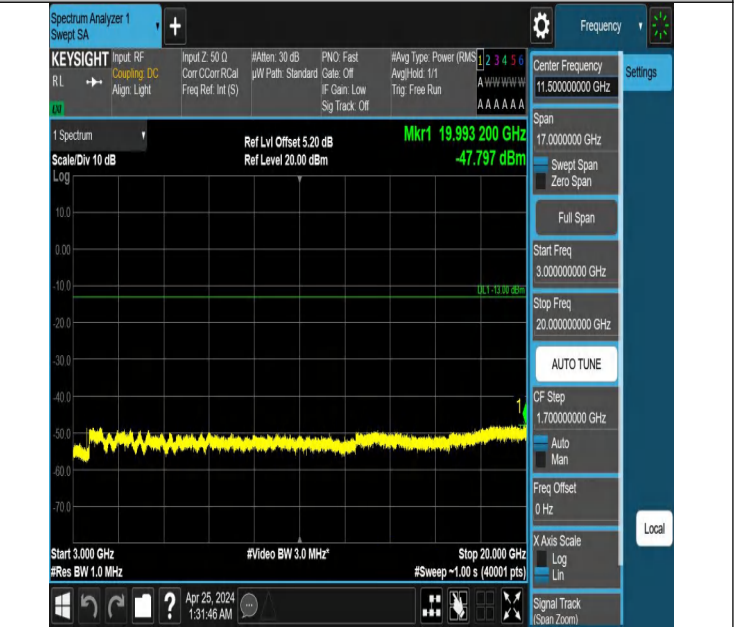 Spectrum Analyzer 1
Swept SA
+
Frequency
KEYSIGHT
Input: RF
Input Z: 50 Ω
#Atten: 30 dB
PNO: Fast
#Avg Type: Power (RMS
1 2 3 4 5 6
RL
Coupling: DC
Corr CCorr RCal
µW Path: Standard
Gate: Off
Avg|Hold: 1/1
A W W W W W
Align: Light
Freq Ref: Int (S)
IF Gain: Low
Trig: Free Run
Sig Track: Off
A A A A A A
1 Spectrum
Ref Lvl Offset 5.20 dB
Mkr1 19.993 200 GHz
Scale/Div 10 dB
Ref Level 20.00 dBm
-47.797 dBm
Log
10.0
0.00
-10.0
DL1 -13.00 dBm
-20.0
-30.0
-40.0
1
-50.0
-60.0
-70.0
Start 3.000 GHz
#Video BW 3.0 MHz*
Stop 20.000 GHz
#Res BW 1.0 MHz
#Sweep ~1.00 s (40001 pts)
Center Frequency
11.500000000 GHz
Settings
Span
17.0000000 GHz
Swept Span
Zero Span
Full Span
Start Freq
3.000000000 GHz
Stop Freq
20.000000000 GHz
AUTO TUNE
CF Step
1.700000000 GHz
Auto
Man
Freq Offset
0 Hz
X Axis Scale
Log
Lin
Local
Signal Track
(Span Zoom)
?
Apr 25, 2024
1:31:46 AM